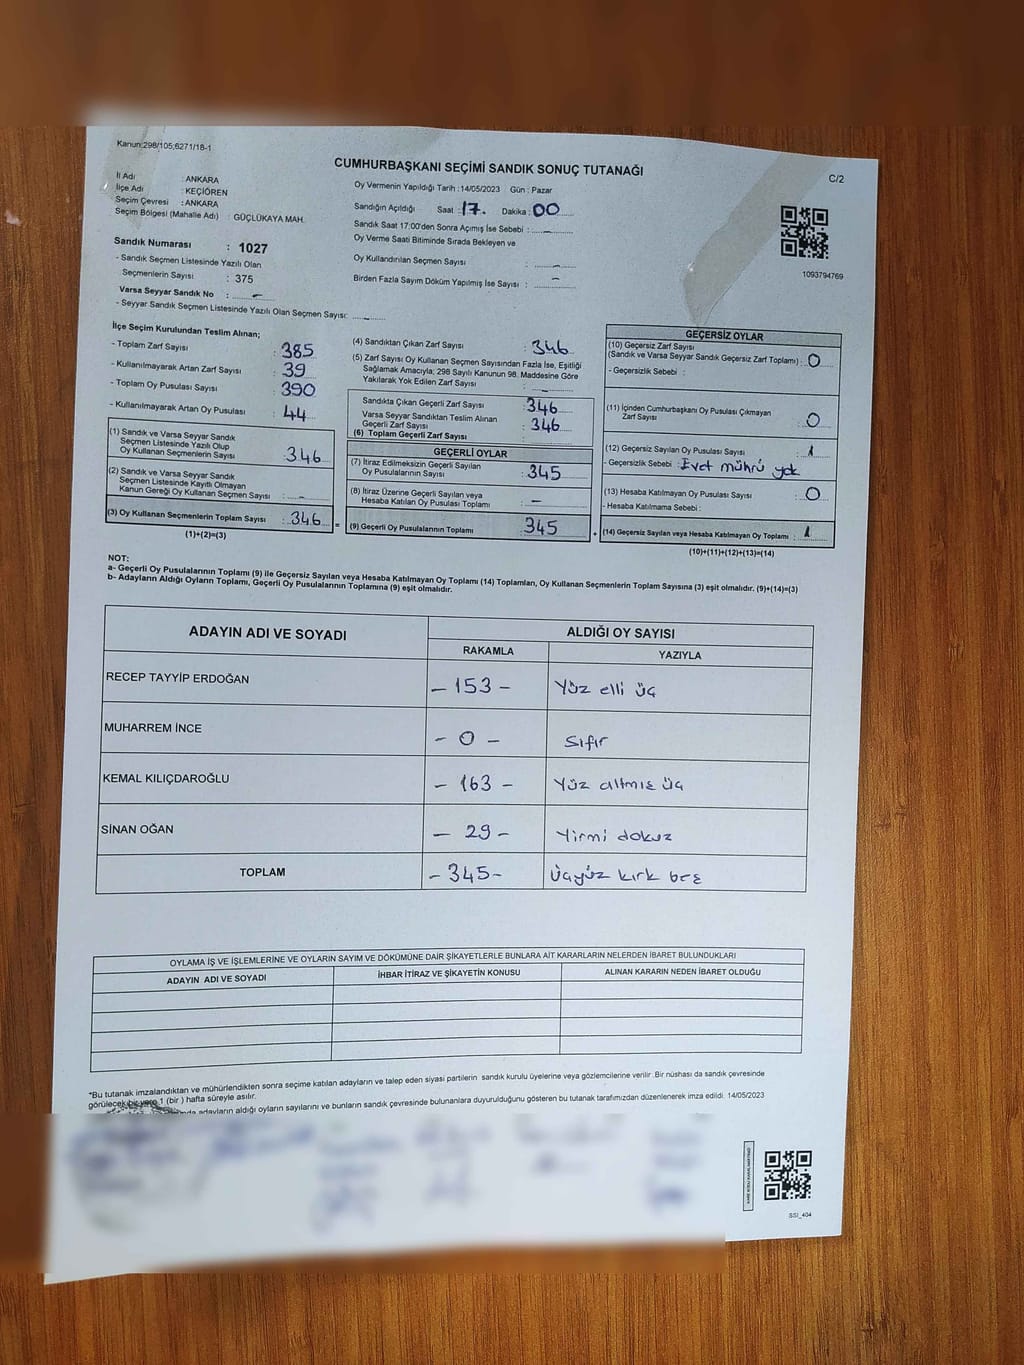 Kanun:298/105;6271/18-1
CUMHURBAŞKANI SEÇİMİ SANDIK SONUÇ TUTANAĞI
C/2
İl Adı : ANKARA
İlçe Adı : KEÇİÖREN
Seçim Çevresi : ANKARA
Seçim Bölgesi (Mahalle Adı) : GÜÇLÜKAYA MAH.
Sandık Numarası : 1027
- Sandık Seçmen Listesinde Yazılı Olan
Seçmenlerin Sayısı : 375
Varsa Seyyar Sandık No : -
- Seyyar Sandık Seçmen Listesinde Yazılı Olan Seçmen Sayısı: -
Oy Vermenin Yapıldığı Tarih :14/05/2023 Gün : Pazar
Sandığın Açıldığı Saat :17. Dakika : 00
Sandık Saat 17:00'den Sonra Açımış İse Sebebi : -
Oy Verme Saati Bitiminde Sırada Bekleyen ve
Oy Kullandırılan Seçmen Sayısı : -
Birden Fazla Sayım Döküm Yapılmış İse Sayısı : -
1093794769
İlçe Seçim Kurulundan Teslim Alınan;
- Toplam Zarf Sayısı : 385
- Kullanılmayarak Artan Zarf Sayısı : 39
- Toplam Oy Pusulası Sayısı : 390
- Kullanılmayarak Artan Oy Pusulası : 44
(1) Sandık ve Varsa Seyyar Sandık
Seçmen Listesinde Yazılı Olup
Oy Kullanan Seçmenlerin Sayısı : 346
(2) Sandık ve Varsa Seyyar Sandık
Seçmen Listesinde Kayıtlı Olmayan
Kanun Gereği Oy Kullanan Seçmen Sayısı : -
(3) Oy Kullanan Seçmenlerin Toplam Sayısı : 346 =
(1)+(2)=(3)
(4) Sandıktan Çıkan Zarf Sayısı : 346
(5) Zarf Sayısı Oy Kullanan Seçmen Sayısından Fazla İse, Eşitliği
Sağlamak Amacıyla; 298 Sayılı Kanunun 98. Maddesine Göre
Yakılarak Yok Edilen Zarf Sayısı : -
Sandıkta Çıkan Geçerli Zarf Sayısı : 346
Varsa Seyyar Sandıktan Teslim Alınan
Geçerli Zarf Sayısı : 346
(6) Toplam Geçerli Zarf Sayısı :
GEÇERLİ OYLAR
(7) İtiraz Edilmeksizin Geçerli Sayılan
Oy Pusulalarının Sayısı : 345
(8) İtiraz Üzerine Geçerli Sayılan veya
Hesaba Katılan Oy Pusulası Toplamı : -
(9) Geçerli Oy Pusulalarının Toplamı : 345 +
GEÇERSİZ OYLAR
(10) Geçersiz Zarf Sayısı
(Sandık ve Varsa Seyyar Sandık Geçersiz Zarf Toplamı) : 0
- Geçersizlik Sebebi :
(11) İçinden Cumhurbaşkanı Oy Pusulası Çıkmayan
Zarf Sayısı : 0
(12) Geçersiz Sayılan Oy Pusulası Sayısı : 1
- Geçersizlik Sebebi : Evet mührü yok
(13) Hesaba Katılmayan Oy Pusulası Sayısı : 0
- Hesaba Katılmama Sebebi :
(14) Geçersiz Sayılan veya Hesaba Katılmayan Oy Toplamı : 1
(10)+(11)+(12)+(13)=(14)
NOT:
a- Geçerli Oy Pusulalarının Toplamı (9) ile Geçersiz Sayılan veya Hesaba Katılmayan Oy Toplamı (14) Toplamları, Oy Kullanan Seçmenlerin Toplam Sayısına (3) eşit olmalıdır. (9)+(14)=(3)
b- Adayların Aldığı Oyların Toplamı, Geçerli Oy Pusulalarının Toplamına (9) eşit olmalıdır.
ADAYIN ADI VE SOYADI
ALDIĞI OY SAYISI
RAKAMLA YAZIYLA
RECEP TAYYİP ERDOĞAN - 153 - Yüz elli üç
MUHARREM İNCE - 0 - Sıfır
KEMAL KILIÇDAROĞLU - 163 - Yüz altmış üç
SİNAN OĞAN - 29 - Yirmi dokuz
TOPLAM - 345 - Üçyüz kırk beş
OYLAMA İŞ VE İŞLEMLERİNE VE OYLARIN SAYIM VE DÖKÜMÜNE DAİR ŞİKAYETLERLE BUNLARA AİT KARARLARIN NELERDEN İBARET BULUNDUKLARI
ADAYIN ADI VE SOYADI İHBAR İTİRAZ VE ŞİKAYETİN KONUSU ALINAN KARARIN NEDEN İBARET OLDUĞU
*Bu tutanak imzalandıktan ve mühürlendikten sonra seçime katılan adayların ve talep eden siyasi partilerin sandık kurulu üyelerine veya gözlemcilerine verilir. Bir nüshası da sandık çevresinde
görülecek bir yere 1 (bir ) hafta süreyle asılır.
adayların aldığı oyların sayılarını ve bunların sandık çevresinde bulunanlara duyurulduğunu gösteren bu tutanak tarafımızdan düzenlenerek imza edildi. 14/05/2023
SSI_404